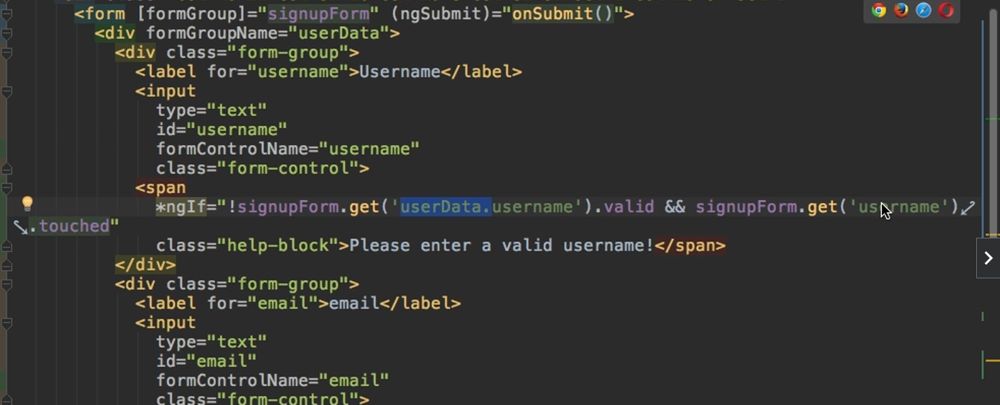 <form [formGroup]="signupForm" (ngSubmit)="onSubmit()">
<div formGroupName="userData">
<div class="form-group">
<label for="username">Username</label>
<input
type="text"
id="username"
formControlName="username"
class="form-control">
<span
*ngIf="!signupForm.get('userData.username').valid && signupForm.get('username')
.touched"
class="help-block">Please enter a valid username!</span>
</div>
<div class="form-group">
<label for="email">email</label>
<input
type="text"
id="email"
formControlName="email"
class="form-control">